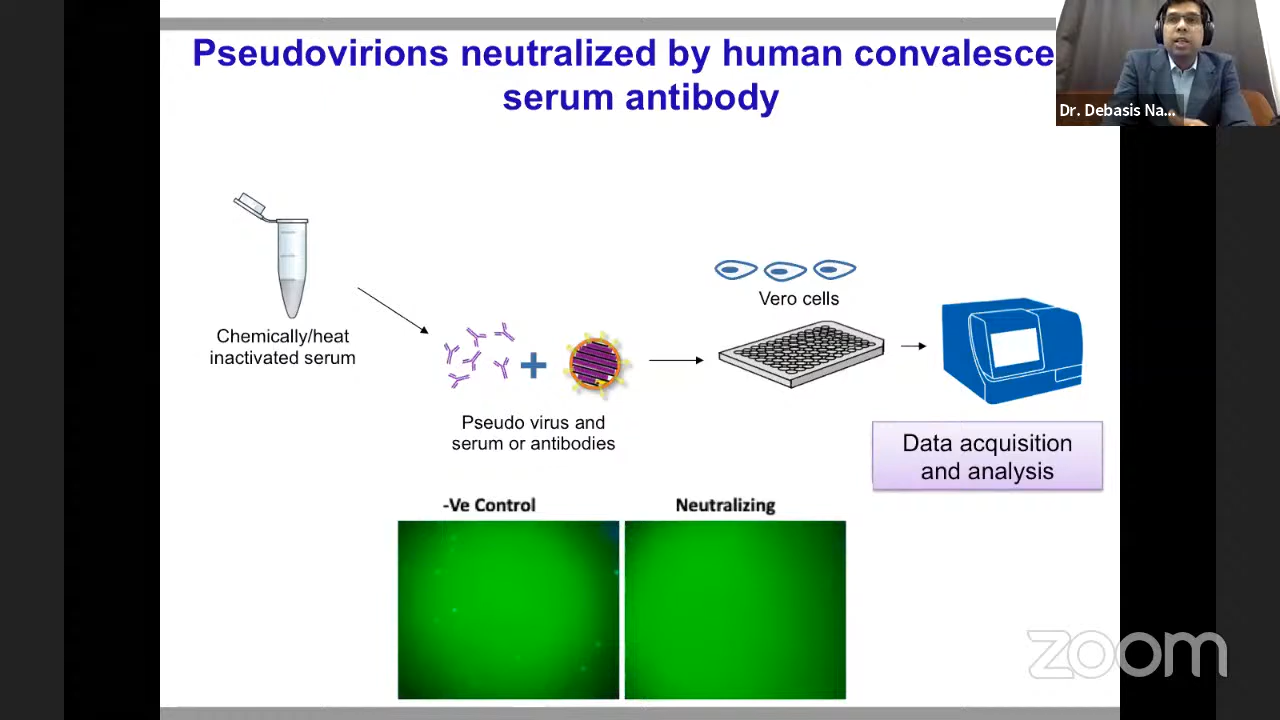 Pseudovirions neutralized by human convalesce
serum antibody
Dr. Debasis Na...
Chemically/heat
inactivated serum
Pseudo virus and
serum or antibodies
Vero cells
Data acquisition
and analysis
-Ve Control
Neutralizing
zoom